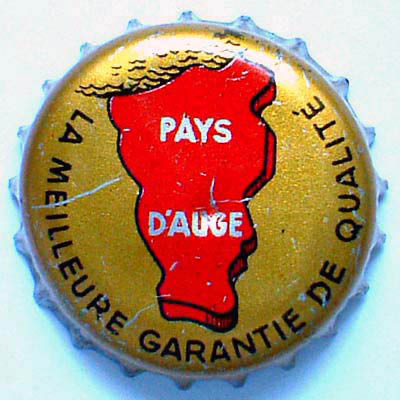 PAYS
D'AUGE
LA MEILLEURE GARANTIE DE QUALITÉ